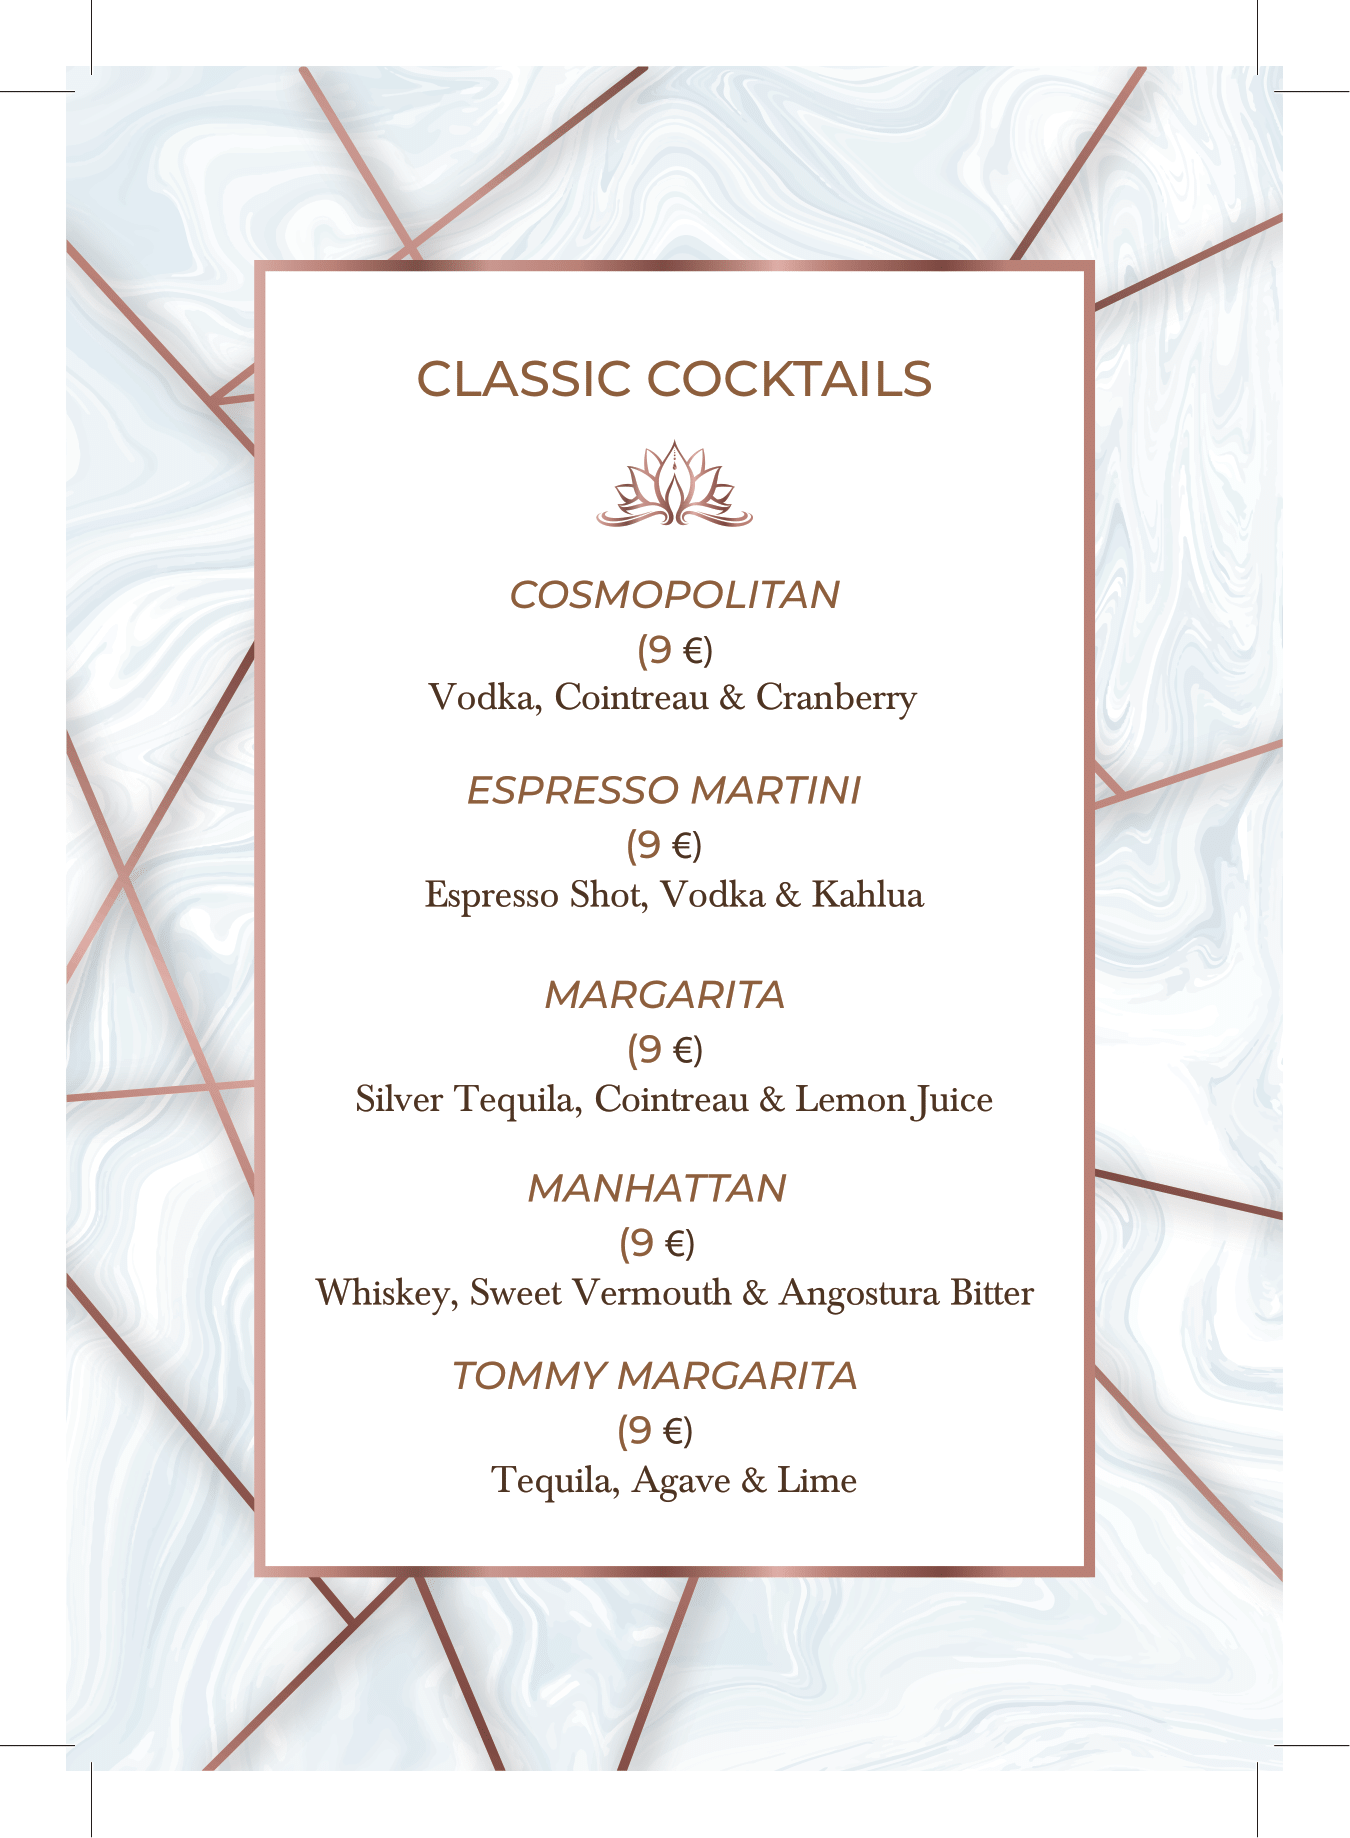 CLASSIC COCKTAILS
COSMOPOLITAN
(9 €)
Vodka, Cointreau & Cranberry
ESPRESSO MARTINI
(9 €)
Espresso Shot, Vodka & Kahlua
MARGARITA
(9 €)
Silver Tequila, Cointreau & Lemon Juice
MANHATTAN
(9 €)
Whiskey, Sweet Vermouth & Angostura Bitter
TOMMY MARGARITA
(9 €)
Tequila, Agave & Lime